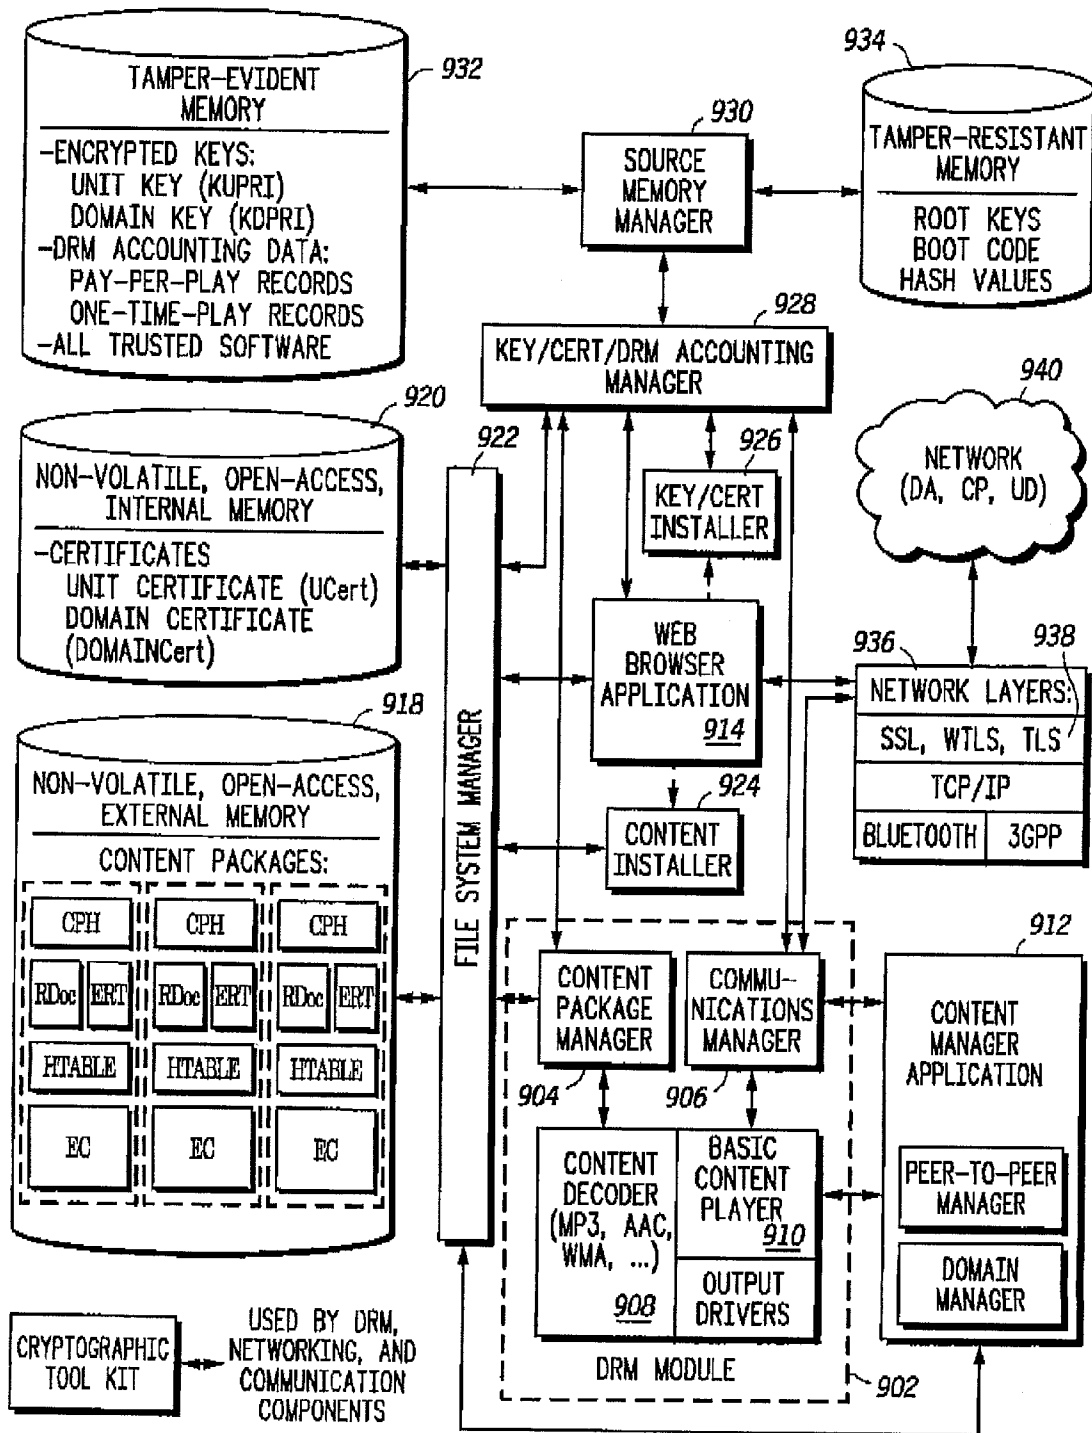 932
TAMPER-EVIDENT
MEMORY
-ENCRYPTED KEYS:
UNIT KEY (KUPRI)
DOMAIN KEY (KDPRI)
-DRM ACCOUNTING DATA:
PAY-PER-PLAY RECORDS
ONE-TIME-PLAY RECORDS
-ALL TRUSTED SOFTWARE
930
SOURCE
MEMORY
MANAGER
934
TAMPER-RESISTANT
MEMORY
ROOT KEYS
BOOT CODE
HASH VALUES
928
KEY/CERT/DRM ACCOUNTING
MANAGER
920
NON-VOLATILE, OPEN-ACCESS,
INTERNAL MEMORY
-CERTIFICATES
UNIT CERTIFICATE (UCert)
DOMAIN CERTIFICATE
(DOMAINCert)
922
FILE SYSTEM MANAGER
926
KEY/CERT
INSTALLER
940
NETWORK
(DA, CP, UD)
WEB
BROWSER
APPLICATION
914
936
938
NETWORK LAYERS:
SSL, WTLS, TLS
TCP/IP
BLUETOOTH
3GPP
918
NON-VOLATILE, OPEN-ACCESS,
EXTERNAL MEMORY
CONTENT PACKAGES:
CPH
CPH
CPH
RDoc
ERT
RDoc
ERT
RDoc
ERT
HTABLE
HTABLE
HTABLE
EC
EC
EC
924
CONTENT
INSTALLER
CONTENT
PACKAGE
MANAGER
904
COMMU-
NICATIONS
MANAGER
906
912
CONTENT
MANAGER
APPLICATION
PEER-TO-PEER
MANAGER
DOMAIN
MANAGER
CONTENT
DECODER
(MP3, AAC,
WMA, ...)
908
BASIC
CONTENT
PLAYER
910
OUTPUT
DRIVERS
DRM MODULE
902
CRYPTOGRAPHIC
TOOL KIT
USED BY DRM,
NETWORKING, AND
COMMUNICATION
COMPONENTS